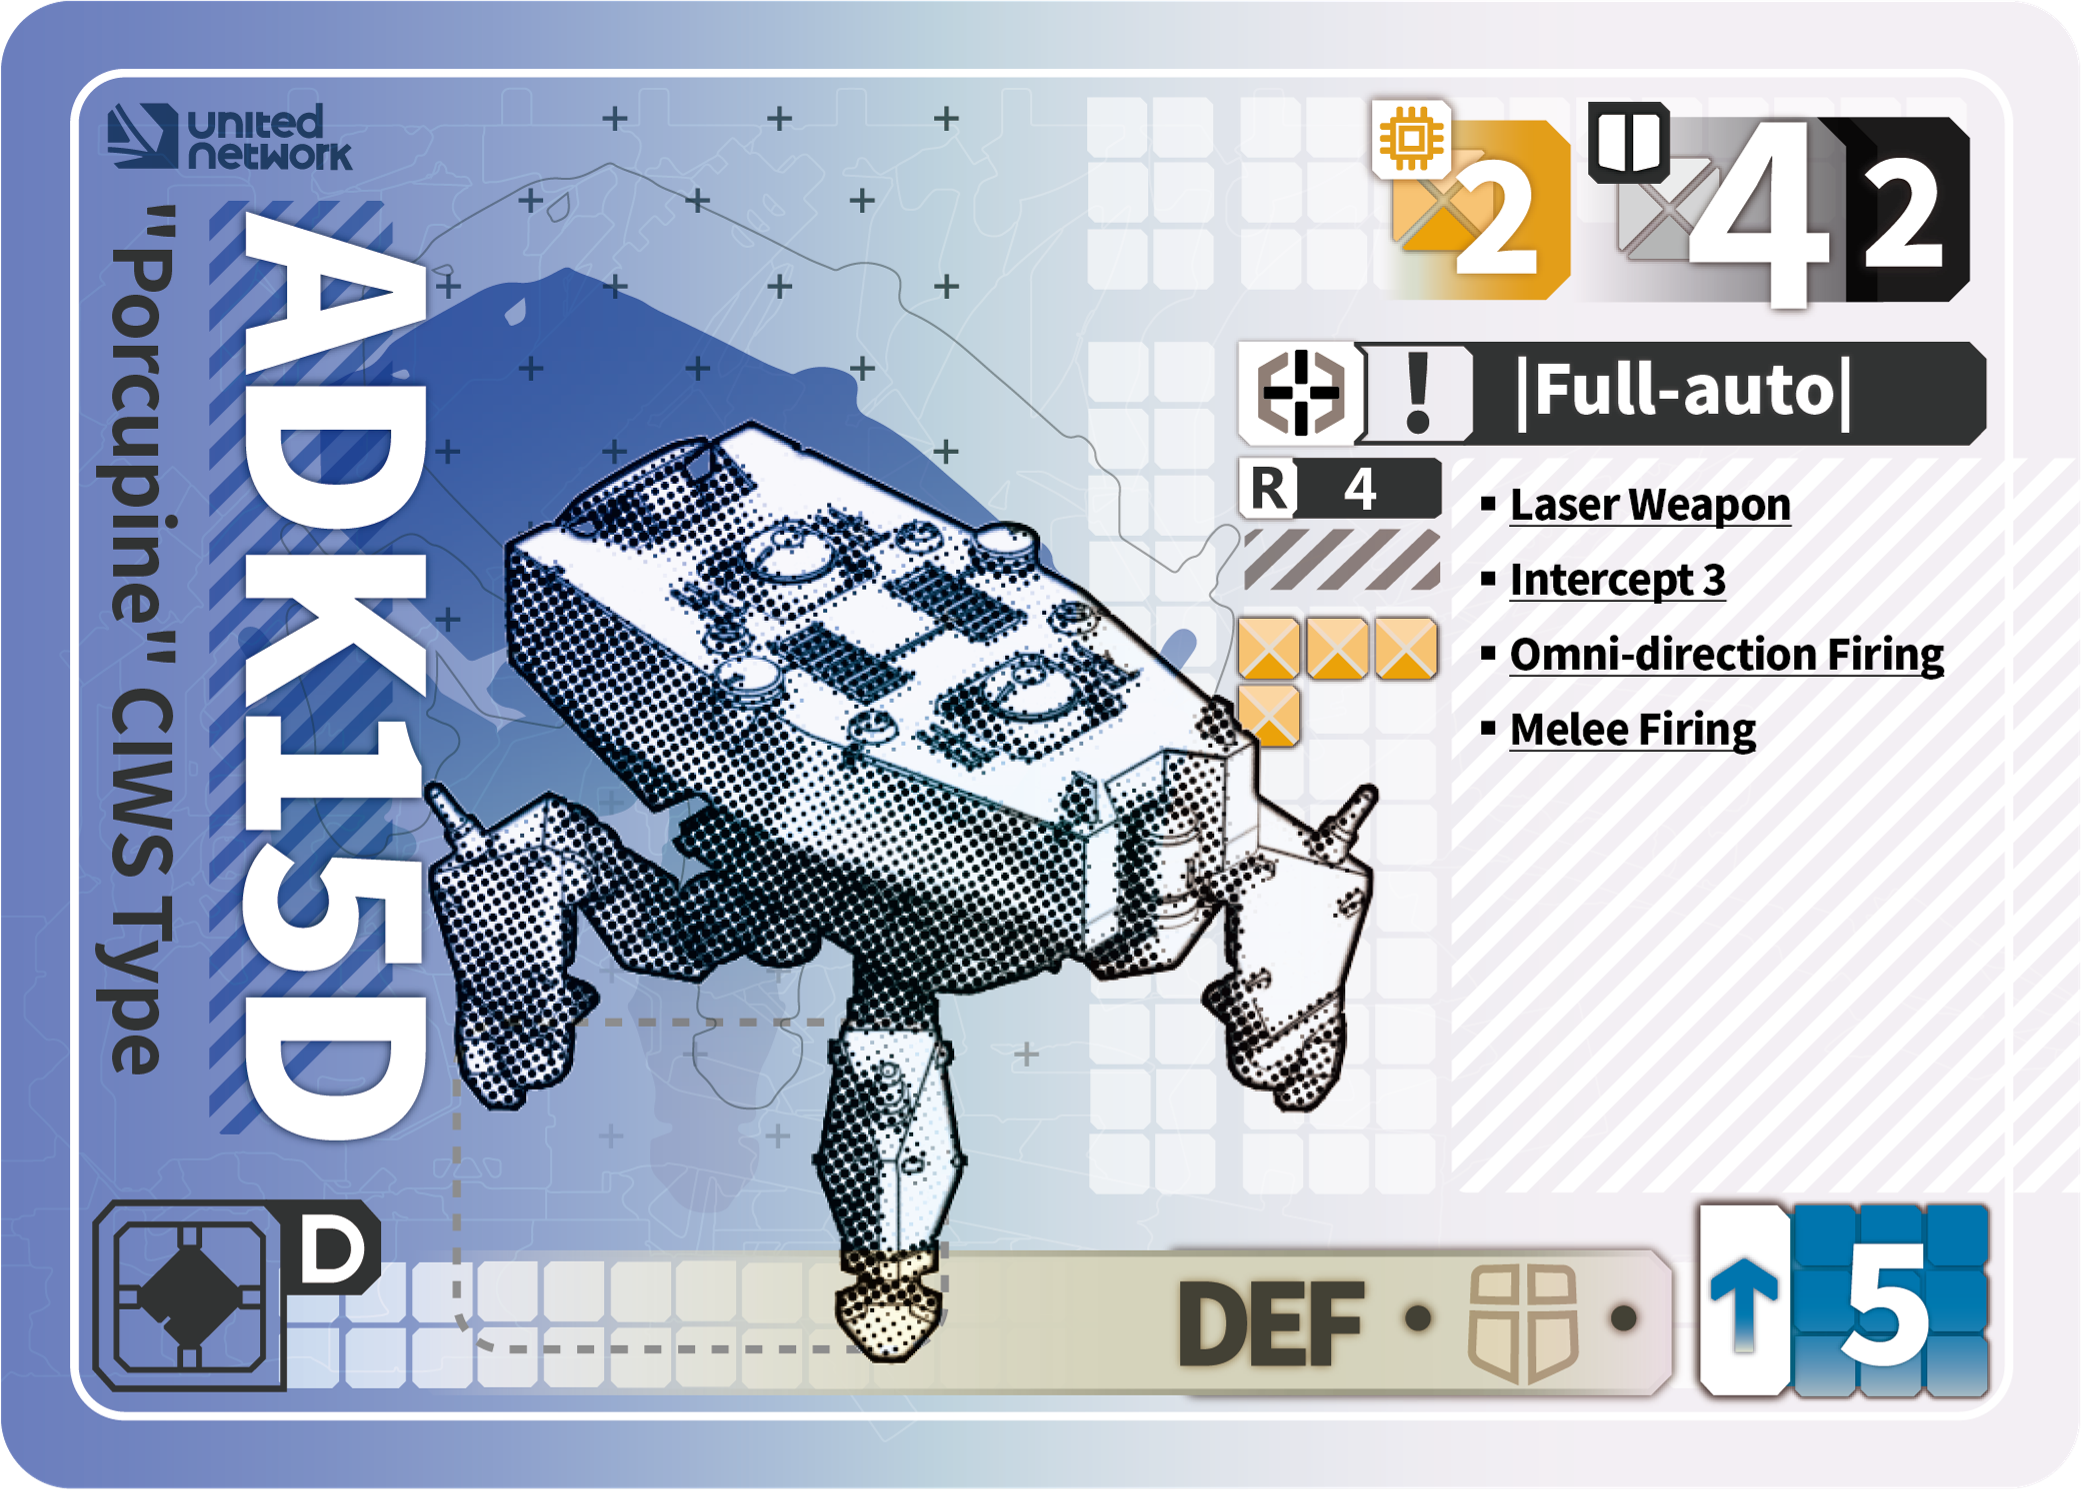 UNITED
NETWORK
"Porcupine" CIWS Type
ADK15D
2
4
2
! |Full-auto|
R 4
▪ Laser Weapon
▪ Intercept 3
▪ Omni-direction Firing
▪ Melee Firing
D
DEF • •
5